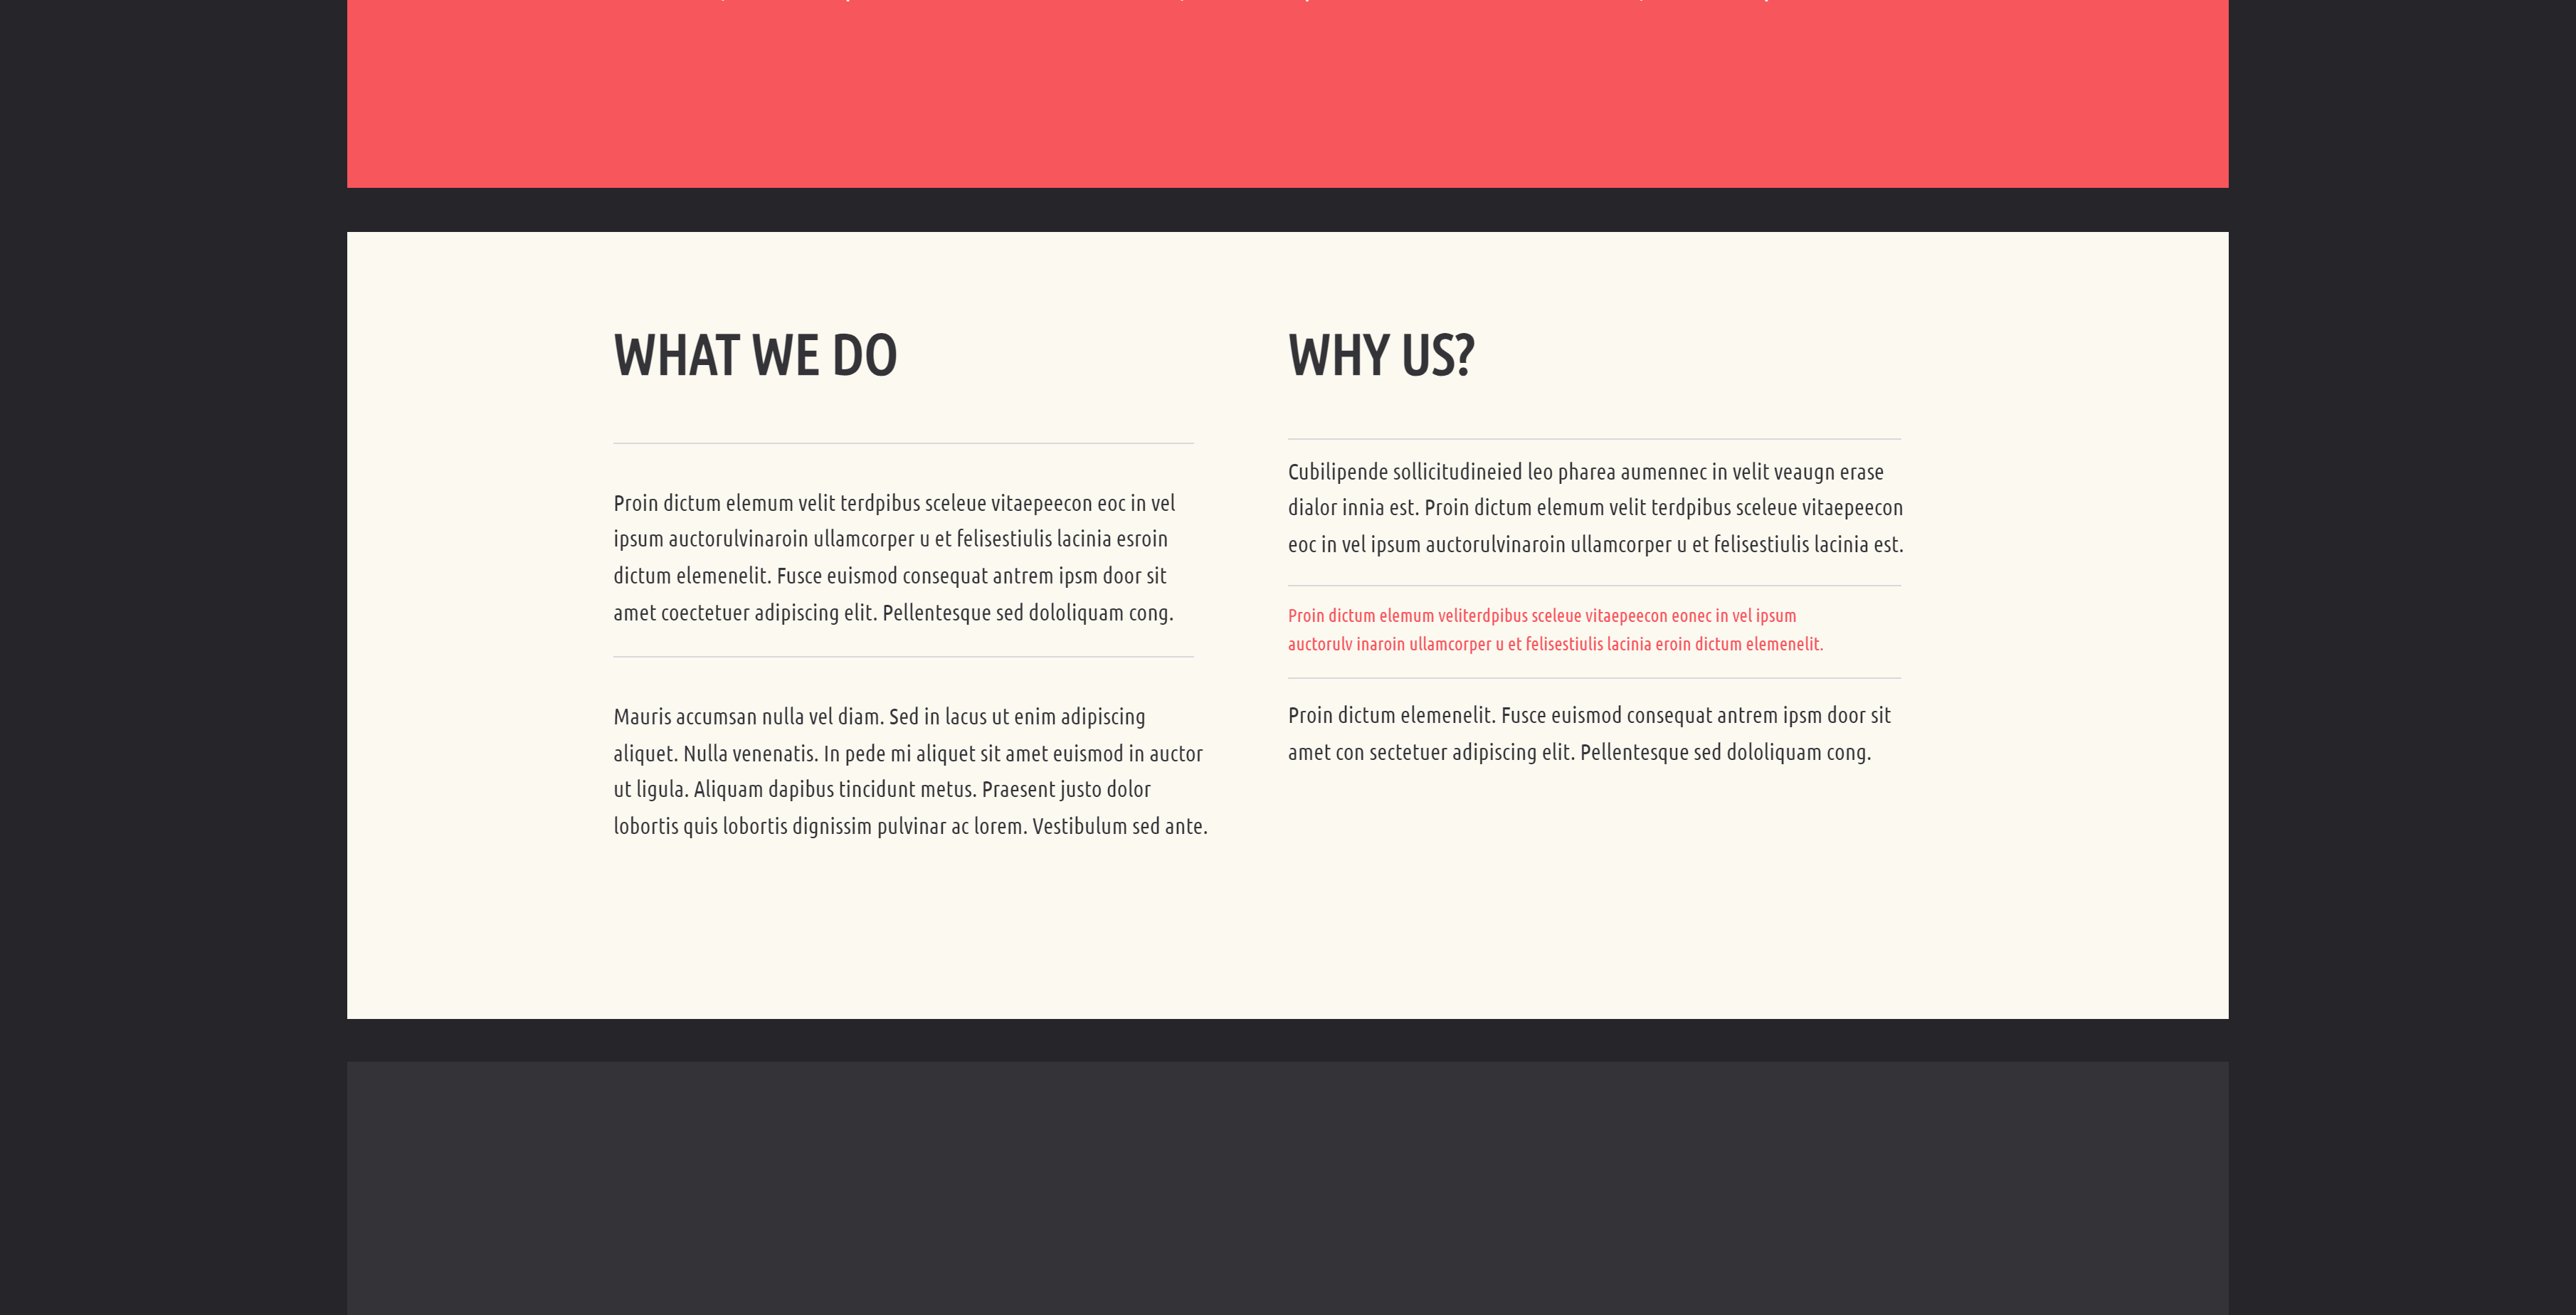 WHAT WE DO
Proin dictum elemum velit terdpibus sceleue vitaepeecon eoc in vel
ipsum auctorulvinaroin ullamcorper u et felisestiulis lacinia esroin
dictum elemenelit. Fusce euismod consequat antrem ipsm door sit
amet coectetuer adipiscing elit. Pellentesque sed dololiquam cong.
Mauris accumsan nulla vel diam. Sed in lacus ut enim adipiscing
aliquet. Nulla venenatis. In pede mi aliquet sit amet euismod in auctor
ut ligula. Aliquam dapibus tincidunt metus. Praesent justo dolor
lobortis quis lobortis dignissim pulvinar ac lorem. Vestibulum sed ante.
WHY US?
Cubilipende sollicitudineied leo pharea aumennec in velit veaugn erase
dialor innia est. Proin dictum elemum velit terdpibus sceleue vitaepeecon
eoc in vel ipsum auctorulvinaroin ullamcorper u et felisestiulis lacinia est.
Proin dictum elemum veliterdpibus sceleue vitaepeecon eonec in vel ipsum
auctorulv inaroin ullamcorper u et felisestiulis lacinia eroin dictum elemenelit.
Proin dictum elemenelit. Fusce euismod consequat antrem ipsm door sit
amet con sectetuer adipiscing elit. Pellentesque sed dololiquam cong.